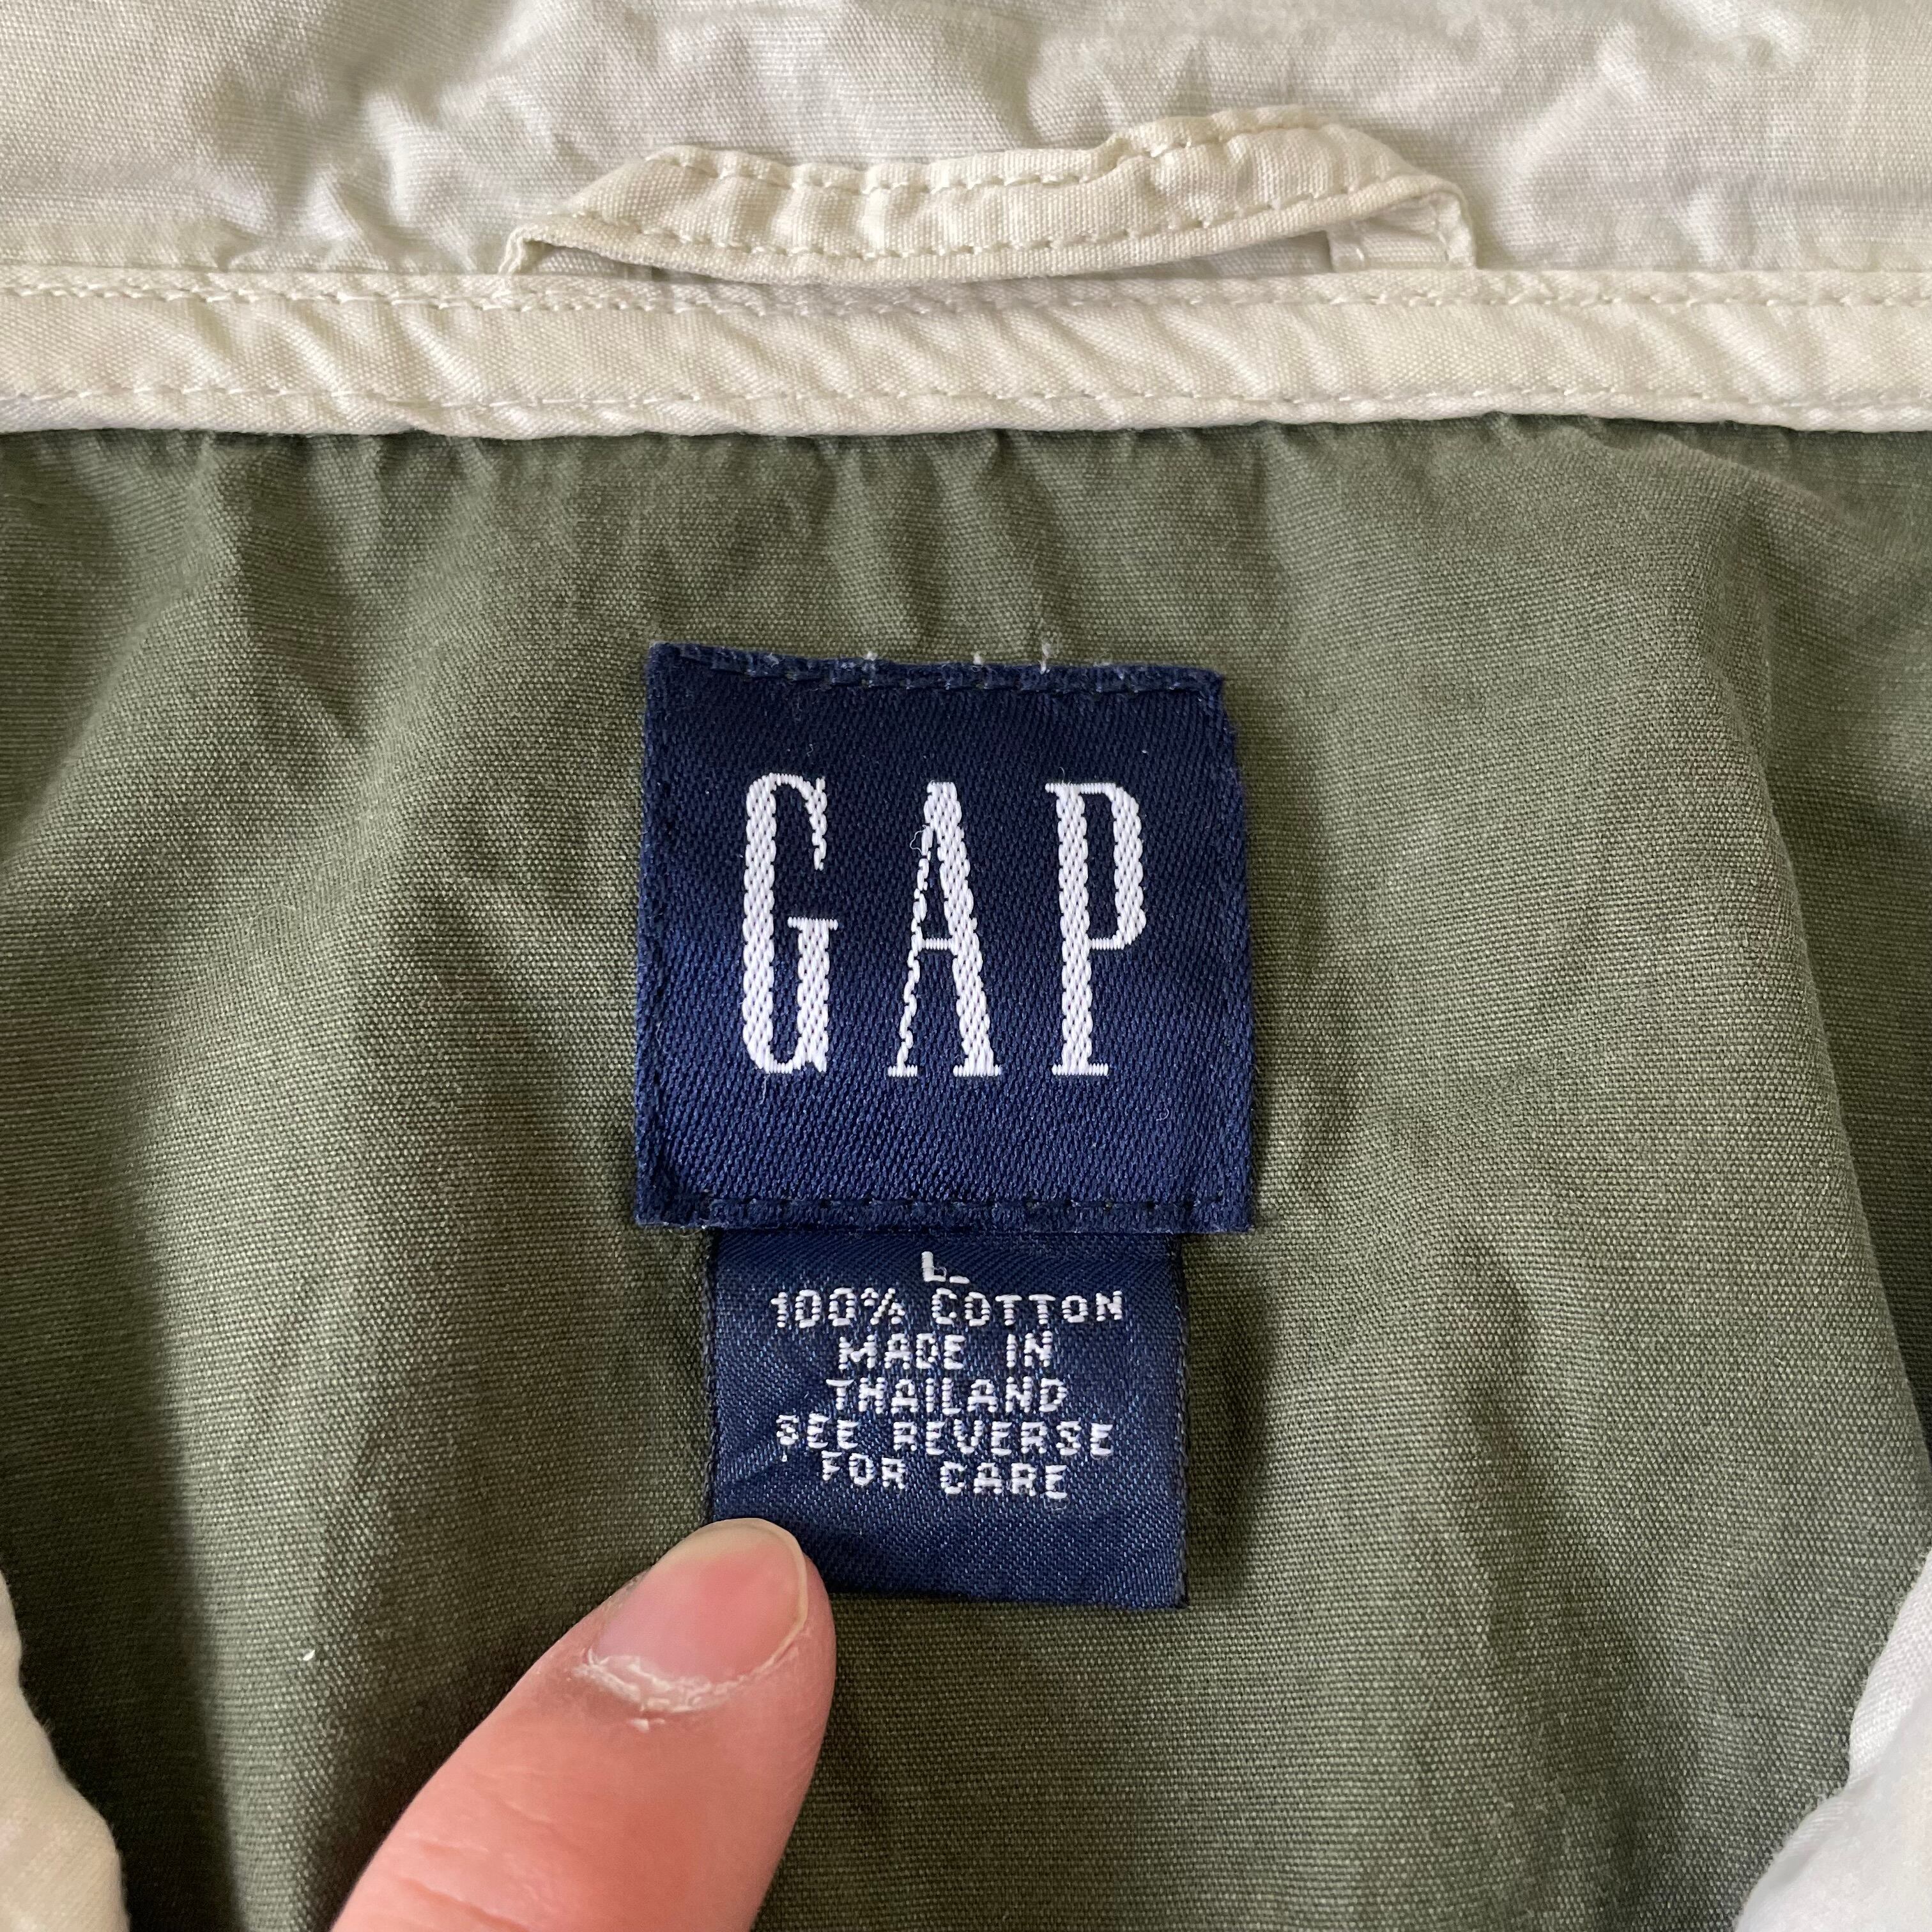 GAP
L
100% COTTON
MADE IN
THAILAND
SEE REVERSE
FOR CARE